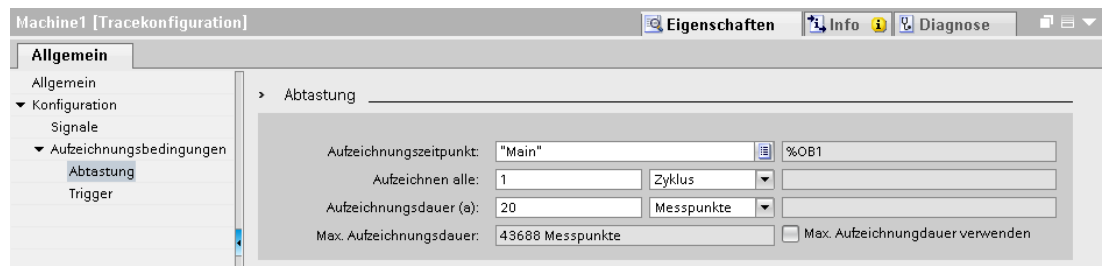 Machine1 [Tracekonfiguration] Eigenschaften Info Diagnose
Allgemein
Allgemein
Konfiguration
Signale
Aufzeichnungsbedingungen
Abtastung
Trigger
Abtastung
Aufzeichnungszeitpunkt: "Main" %OB1
Aufzeichnen alle: 1 Zyklus
Aufzeichnungsdauer (a): 20 Messpunkte
Max. Aufzeichnungsdauer: 43688 Messpunkte Max. Aufzeichnungdauer verwenden